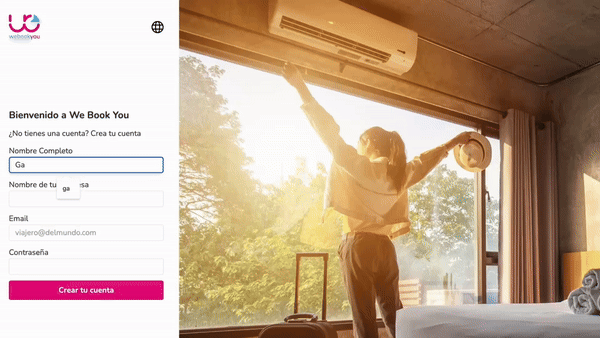 webookyou
Bienvenido a We Book You
¿No tienes una cuenta? Crea tu cuenta
Nombre Completo
Ga
Nombre de tu esa
ga
Email
viajero@delmundo.com
Contraseña
Crear tu cuenta